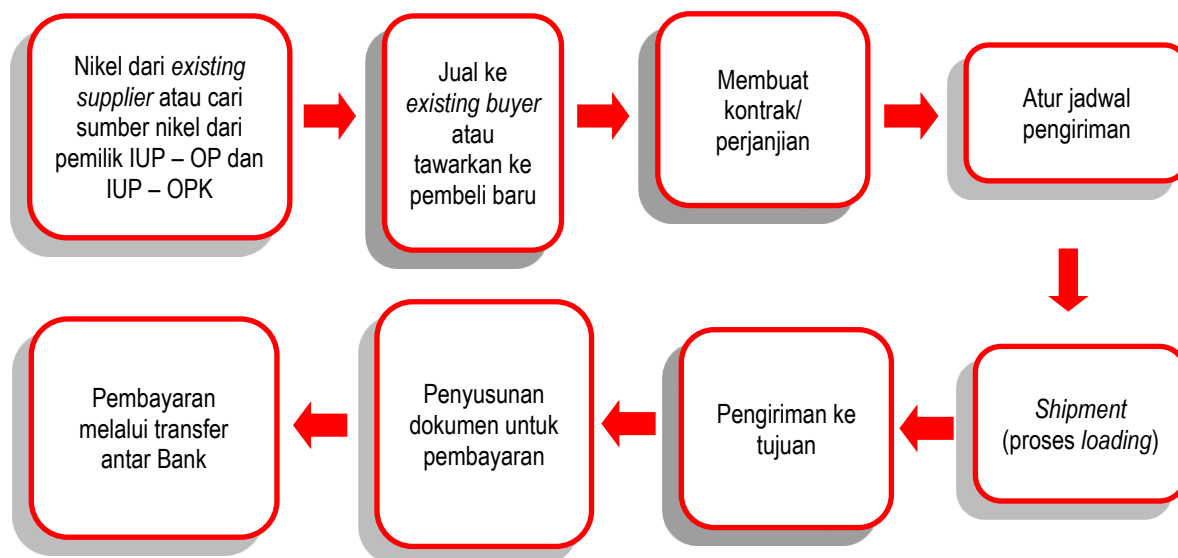 Nikel dari existing
supplier atau cari
sumber nikel dari
pemilik IUP – OP dan
IUP – OPK
Jual ke
existing buyer
atau
tawarkan ke
pembeli baru
Membuat
kontrak/
perjanjian
Atur jadwal
pengiriman
Shipment
(proses loading)
Pengiriman ke
tujuan
Penyusunan
dokumen untuk
pembayaran
Pembayaran
melalui transfer
antar Bank